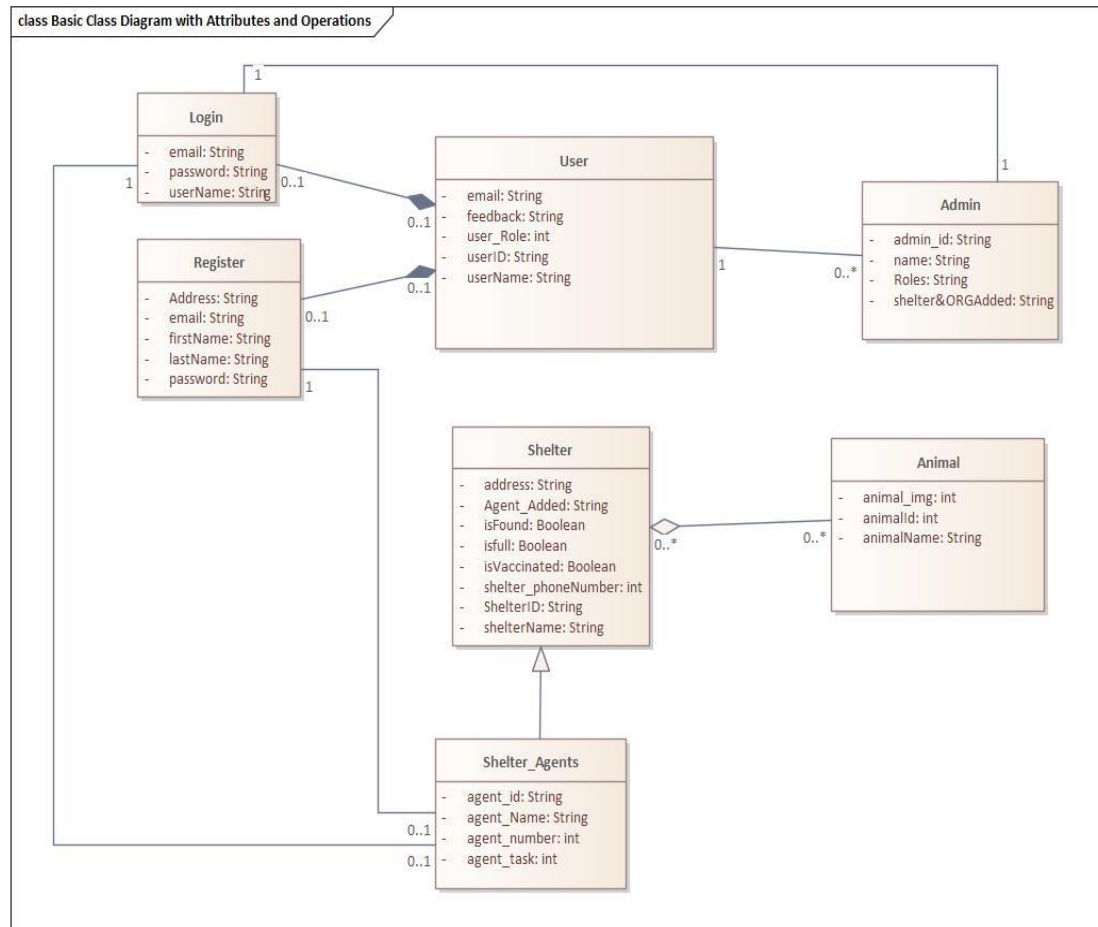 class Basic Class Diagram with Attributes and Operations
1
Login
- email: String
- password: String
- userName: String
1
0..1
User
- email: String
- feedback: String
- user_Role: int
- userID: String
- userName: String
0..1
0..1
1
Admin
- admin_id: String
- name: String
- Roles: String
- shelter&ORGAdded: String
1
0..*
Register
- Address: String
- email: String
- firstName: String
- lastName: String
- password: String
0..1
1
Shelter
- address: String
- Agent_Added: String
- isFound: Boolean
- isfull: Boolean
- isVaccinated: Boolean
- shelter_phoneNumber: int
- ShelterID: String
- shelterName: String
0..*
0..*
Animal
- animal_img: int
- animalId: int
- animalName: String
Shelter_Agents
- agent_id: String
- agent_Name: String
- agent_number: int
- agent_task: int
0..1
0..1